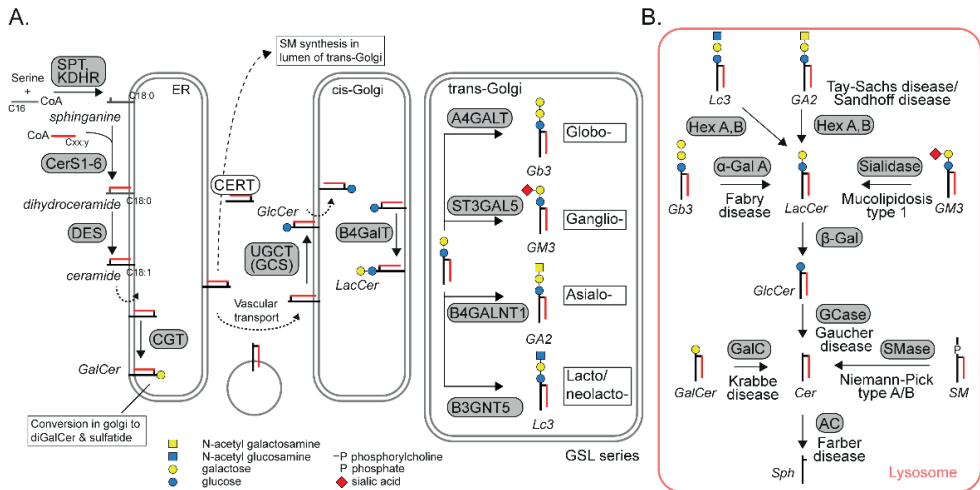 A.
SPT,
KDHR
Serine
+
CoA
C16
C18:0
sphinganine
CoA
Cxx:y
CerS1-6
dihydroceramide
C18:0
DES
ceramide
C18:1
CGT
GalCer
Conversion in golgi to
diGalCer & sulfatide
ER
SM synthesis in
lumen of trans-Golgi
CERT
GlcCer
UGCT
(GCS)
Vascular
transport
cis-Golgi
B4GalT
LacCer
trans-Golgi
A4GALT
Globo-
Gb3
ST3GAL5
Ganglio-
GM3
Asialo-
B4GALNT1
GA2
Lacto/
neolacto-
B3GNT5
Lc3
GSL series
N-acetyl galactosamine
N-acetyl glucosamine
galactose
glucose
–P phosphorylcholine
P phosphate
sialic acid
B.
Lc3
GA2
Tay-Sachs disease/
Sandhoff disease
Hex A,B
Hex A,B
α-Gal A
Sialidase
Gb3
Fabry
disease
LacCer
Mucolipidosis
type 1
GM3
β-Gal
GlcCer
GCase
Gaucher
disease
GalC
SMase
P
GalCer
Krabbe
disease
Cer
Niemann-Pick
type A/B
SM
AC
Farber
disease
Sph
Lysosome